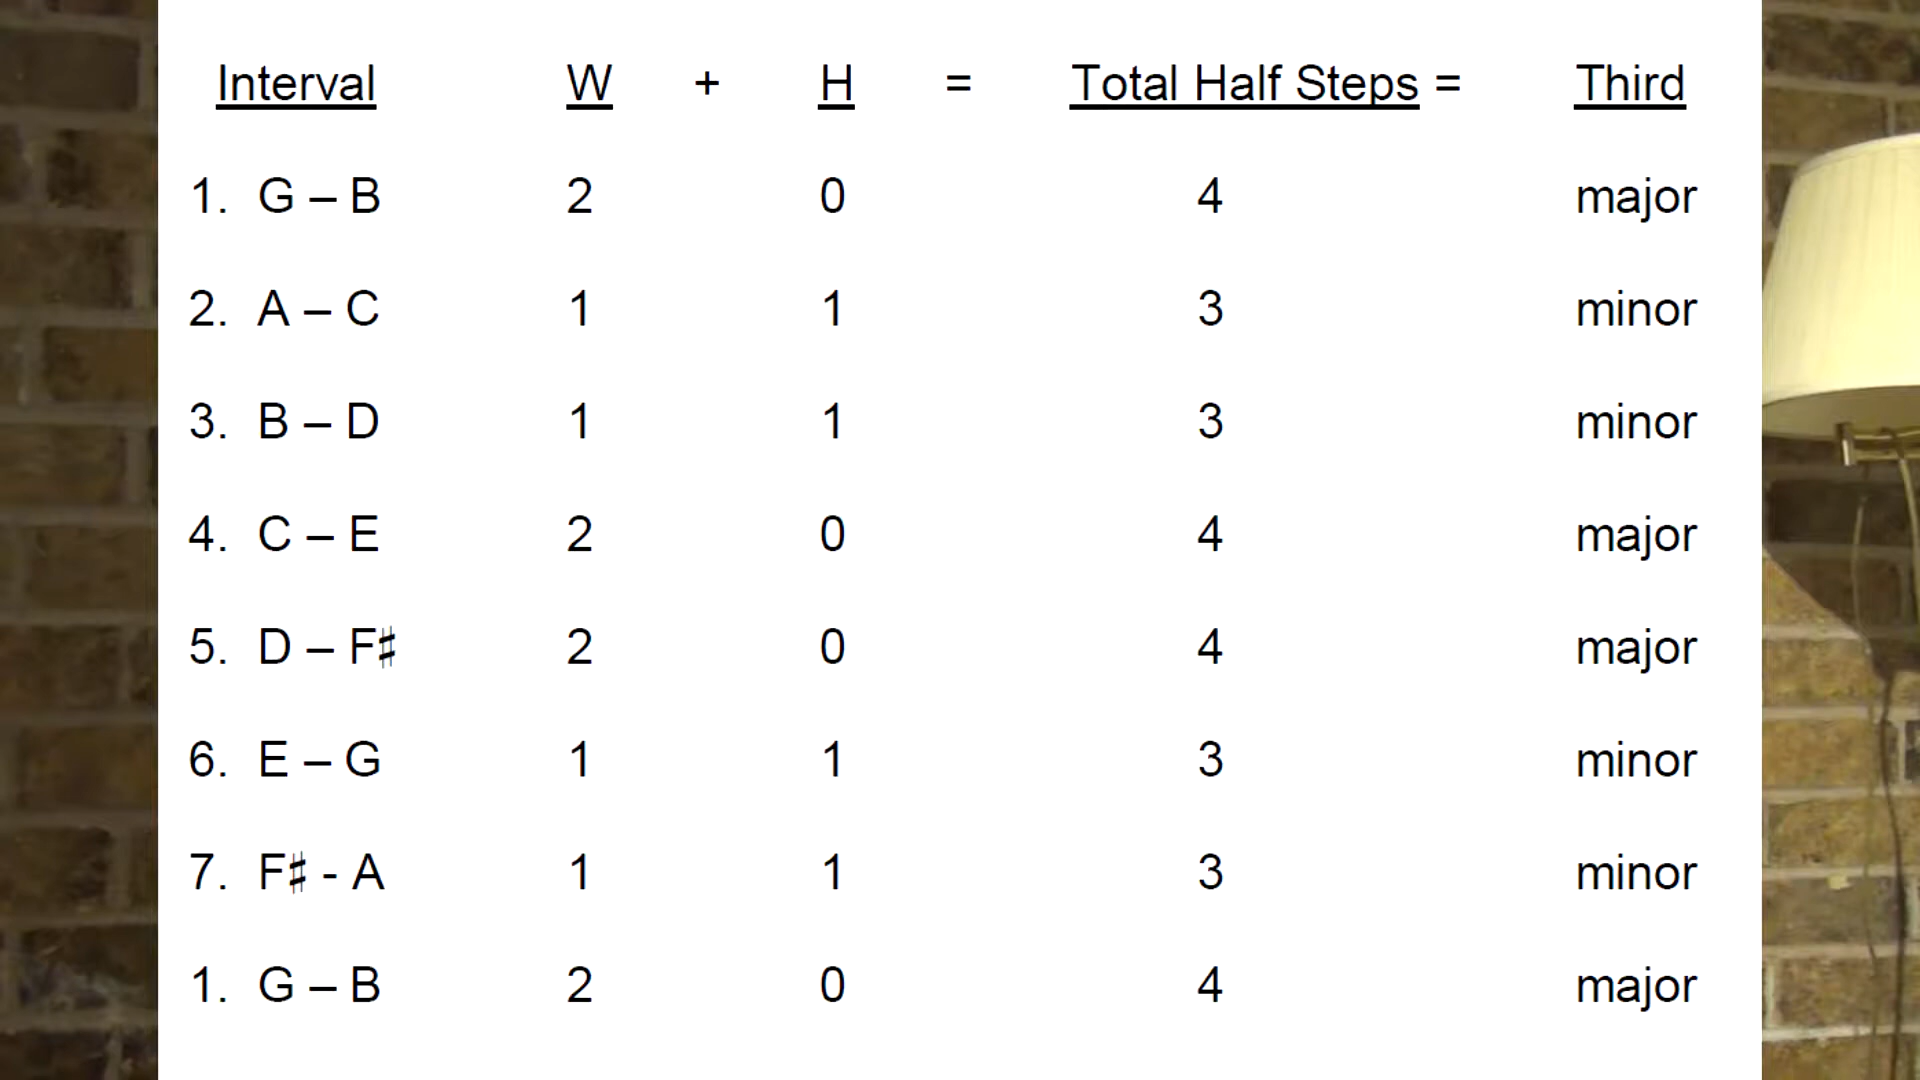 Interval W + H = Total Half Steps = Third
1. G – B 2 0 4 major
2. A – C 1 1 3 minor
3. B – D 1 1 3 minor
4. C – E 2 0 4 major
5. D – F♯ 2 0 4 major
6. E – G 1 1 3 minor
7. F♯ - A 1 1 3 minor
1. G – B 2 0 4 major